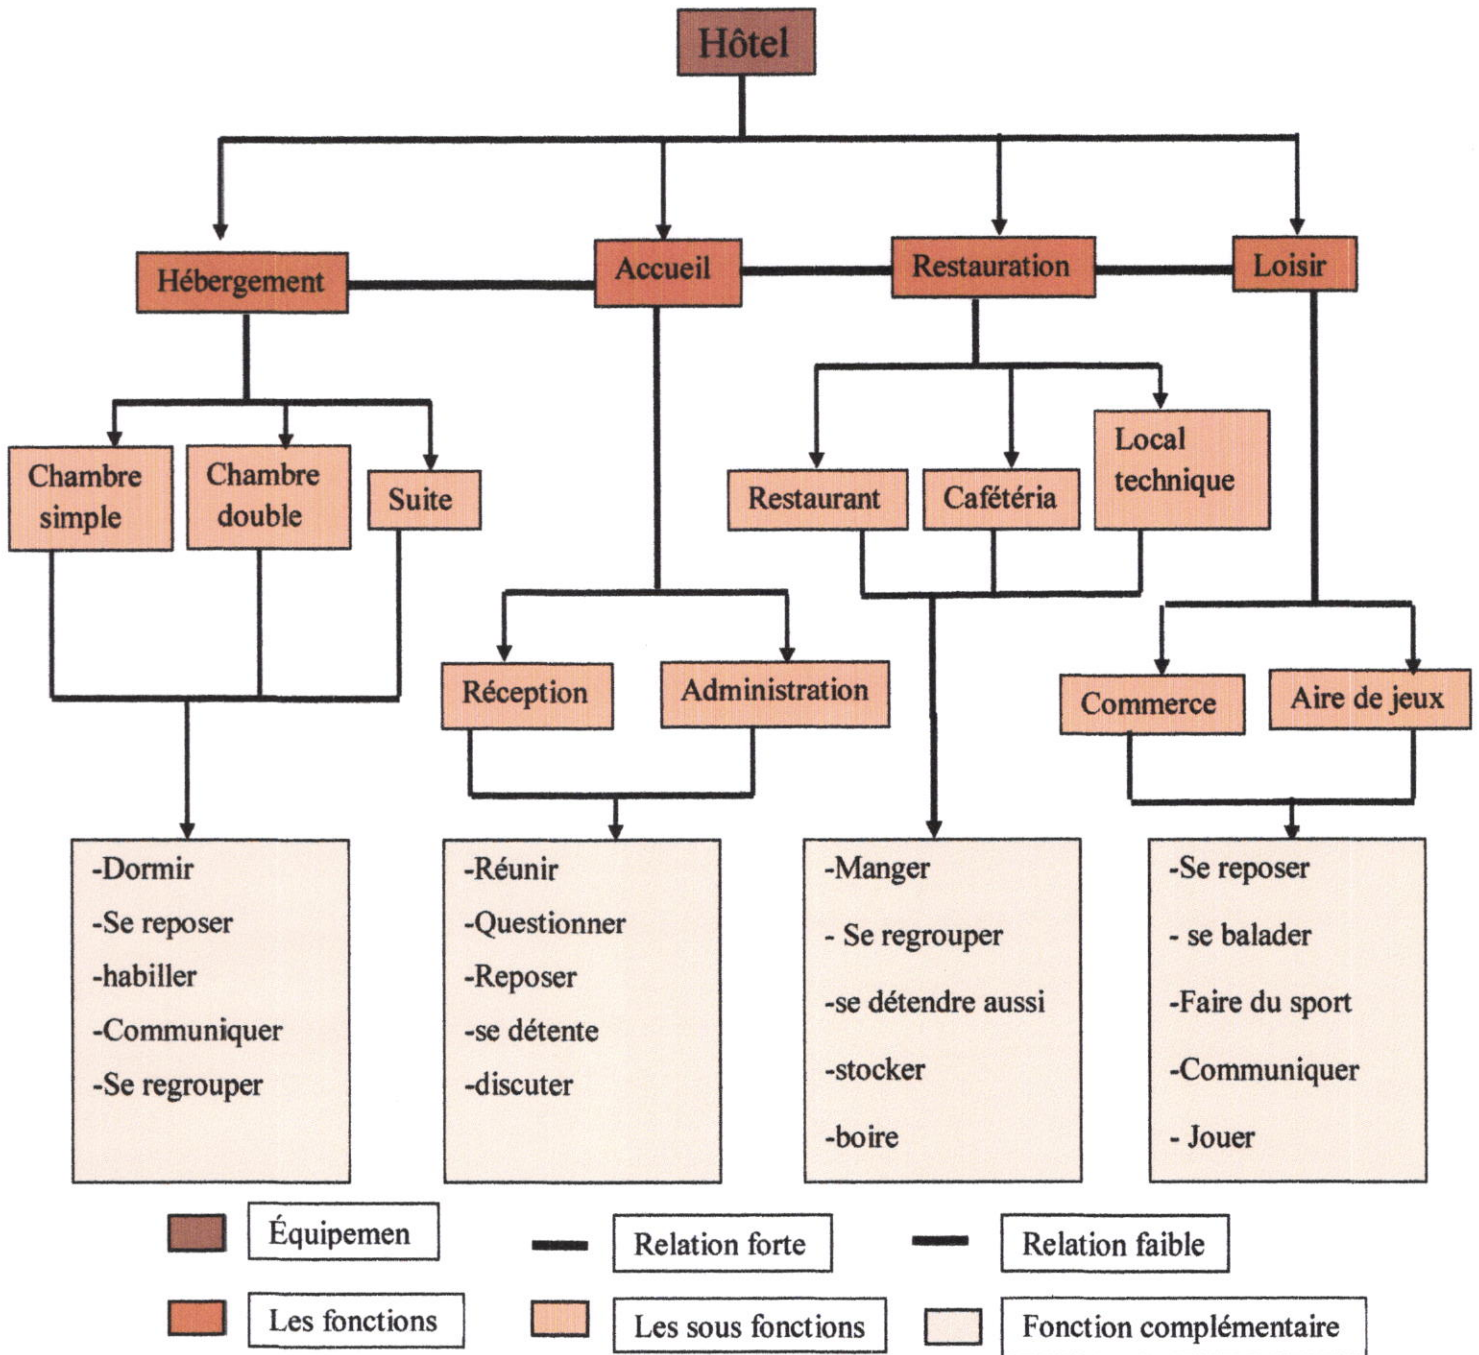 Hôtel
Hébergement
Accueil
Restauration
Loisir
Chambre
simple
Chambre
double
Suite
Restaurant
Cafétéria
Local
technique
Réception
Administration
Commerce
Aire de jeux
-Dormir
-Se reposer
-habiller
-Communiquer
-Se regrouper
-Réunir
-Questionner
-Reposer
-se détente
-discuter
-Manger
- Se regrouper
-se détendre aussi
-stocker
-boire
-Se reposer
- se balader
-Faire du sport
-Communiquer
- Jouer
Équipemen
Relation forte
Relation faible
Les fonctions
Les sous fonctions
Fonction complémentaire